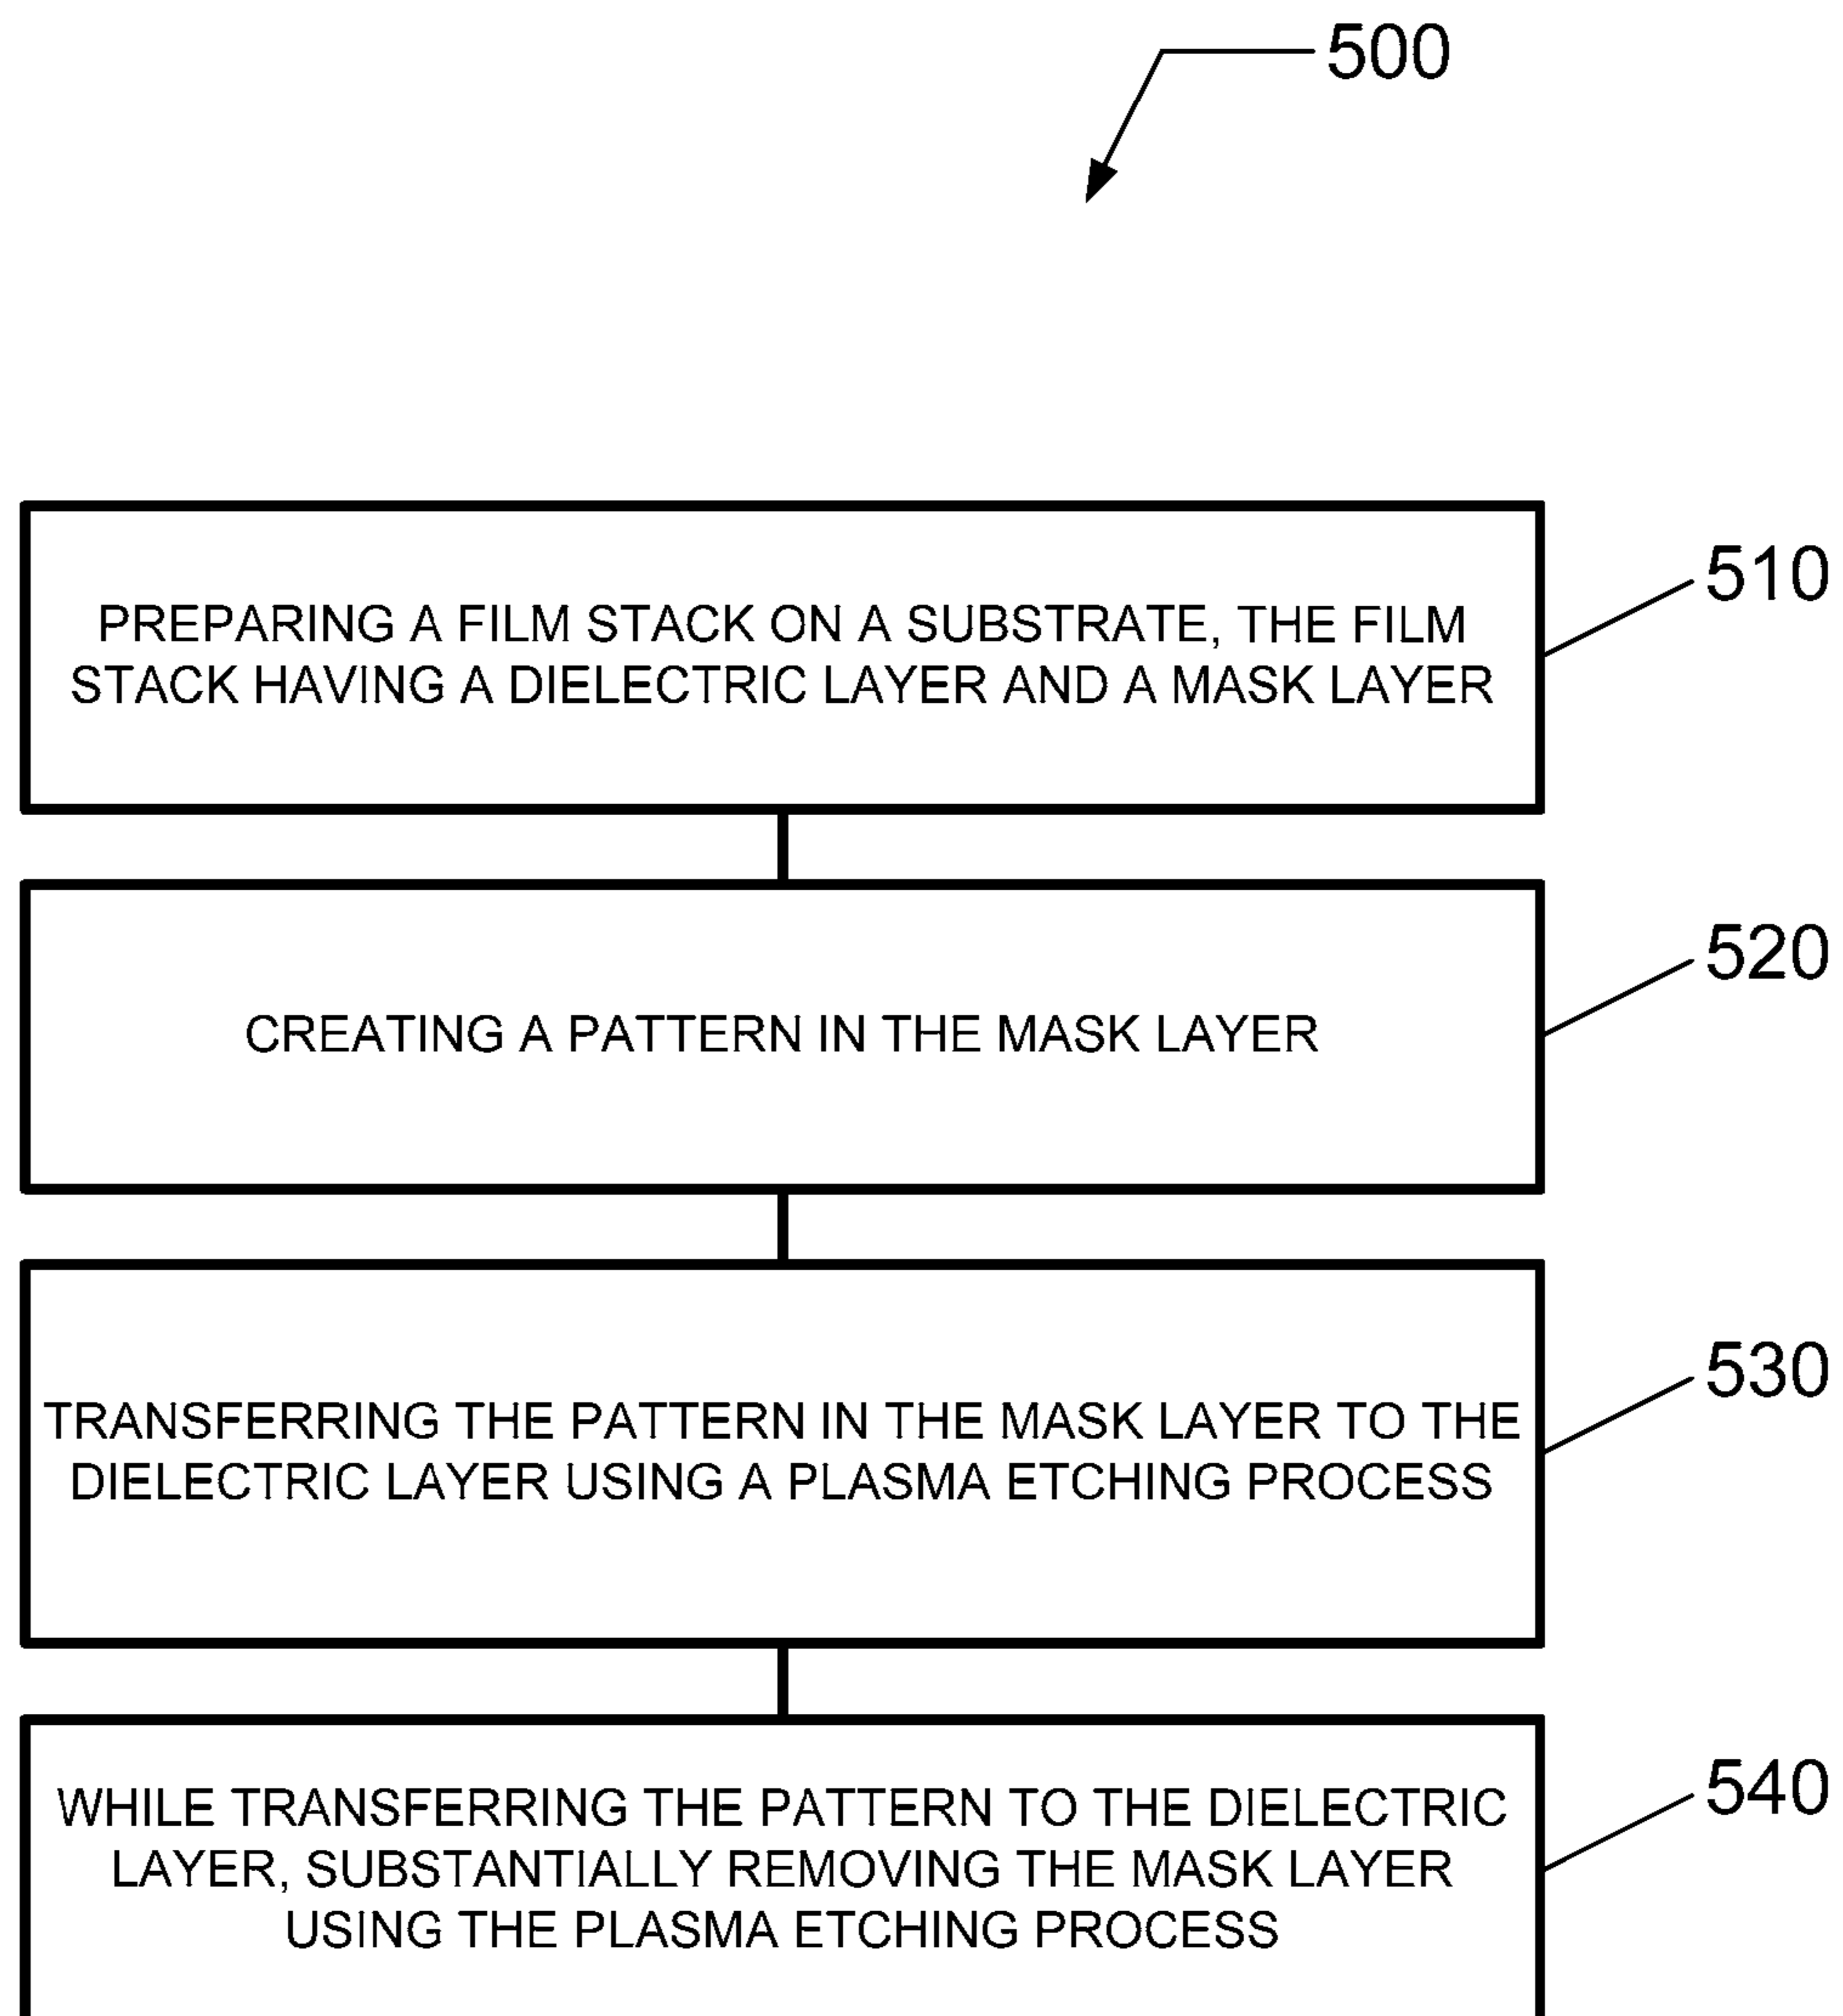 500
PREPARING A FILM STACK ON A SUBSTRATE, THE FILM
STACK HAVING A DIELECTRIC LAYER AND A MASK LAYER
510
CREATING A PATTERN IN THE MASK LAYER
520
TRANSFERRING THE PATTERN IN THE MASK LAYER TO THE
DIELECTRIC LAYER USING A PLASMA ETCHING PROCESS
530
WHILE TRANSFERRING THE PATTERN TO THE DIELECTRIC
LAYER, SUBSTANTIALLY REMOVING THE MASK LAYER
USING THE PLASMA ETCHING PROCESS
540